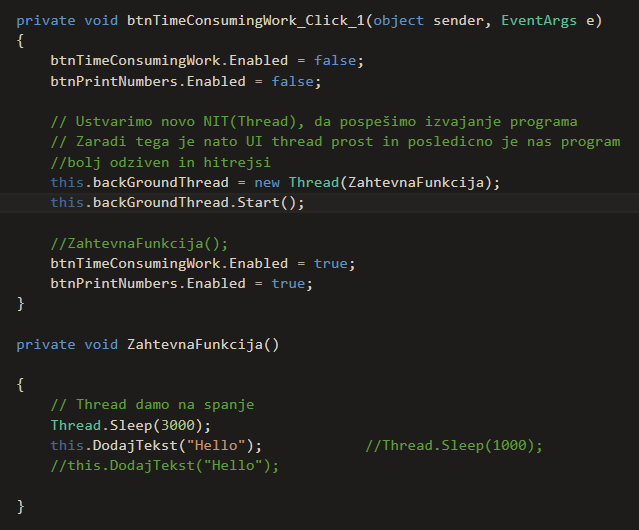 private void btnTimeConsumingWork_Click_1(object sender, EventArgs e)
{
btnTimeConsumingWork.Enabled = false;
btnPrintNumbers.Enabled = false;
// Ustvarimo novo NIT(Thread), da pospešimo izvajanje programa
// Zaradi tega je nato UI thread prost in posledicno je nas program
//bolj odziven in hitrejsi
this.backGroundThread = new Thread(ZahtevnaFunkcija);
this.backGroundThread.Start();
//ZahtevnaFunkcija();
btnTimeConsumingWork.Enabled = true;
btnPrintNumbers.Enabled = true;
}
private void ZahtevnaFunkcija()
{
// Thread damo na spanje
Thread.Sleep(3000);
this.DodajTekst("Hello"); //Thread.Sleep(1000);
//this.DodajTekst("Hello");
}